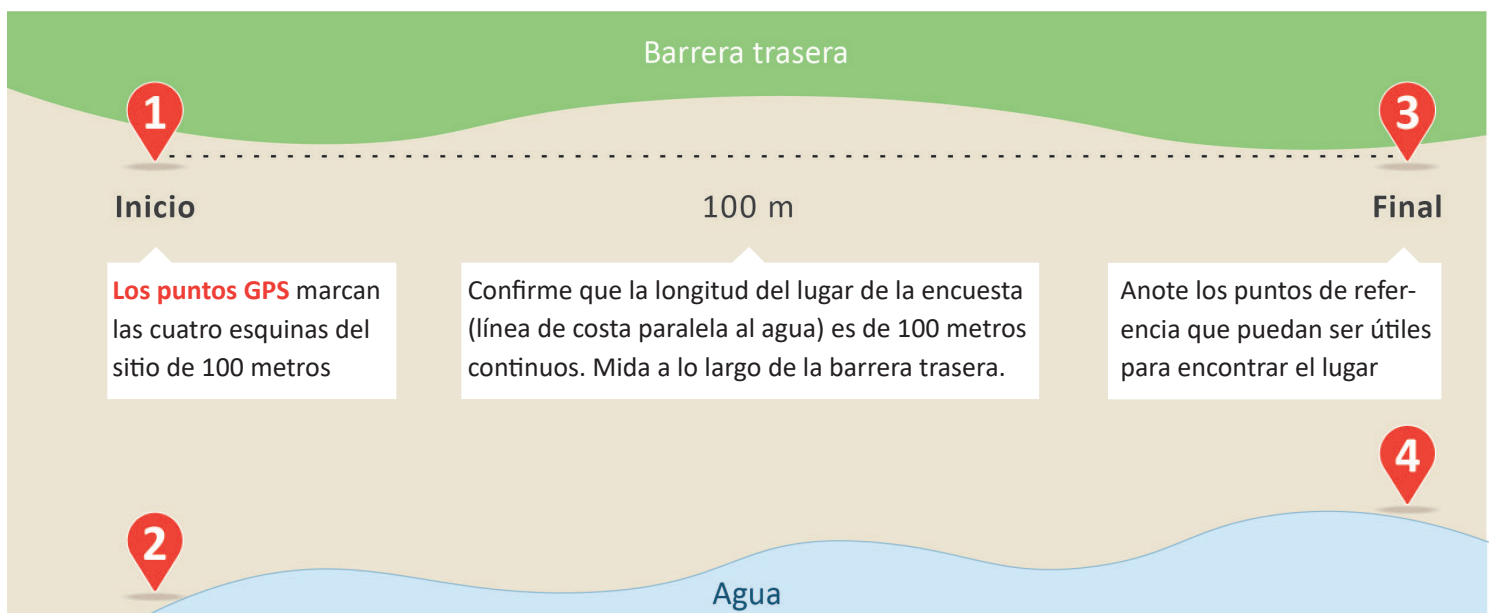 Barrera trasera
1
3
Inicio
100 m
Final
Los puntos GPS marcan
las cuatro esquinas del
sitio de 100 metros
Confirme que la longitud del lugar de la encuesta
(línea de costa paralela al agua) es de 100 metros
continuos. Mida a lo largo de la barrera trasera.
Anote los puntos de refer-
encia que puedan ser útiles
para encontrar el lugar
4
2
Agua